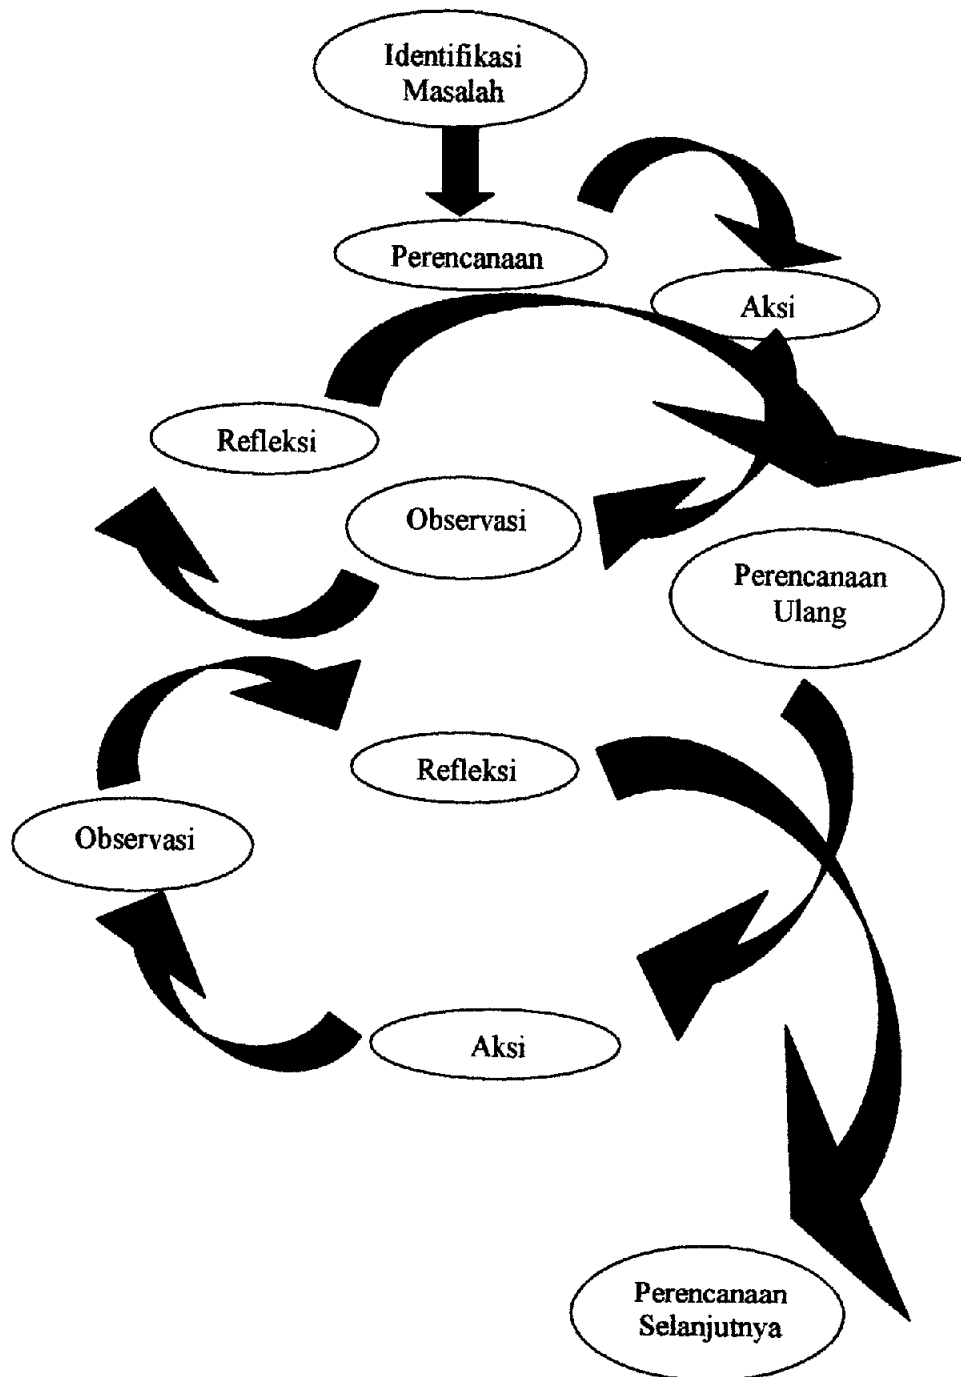 Identifikasi
Masalah
Perencanaan
Aksi
Refleksi
Observasi
Perencanaan
Ulang
Refleksi
Observasi
Aksi
Perencanaan
Selanjutnya